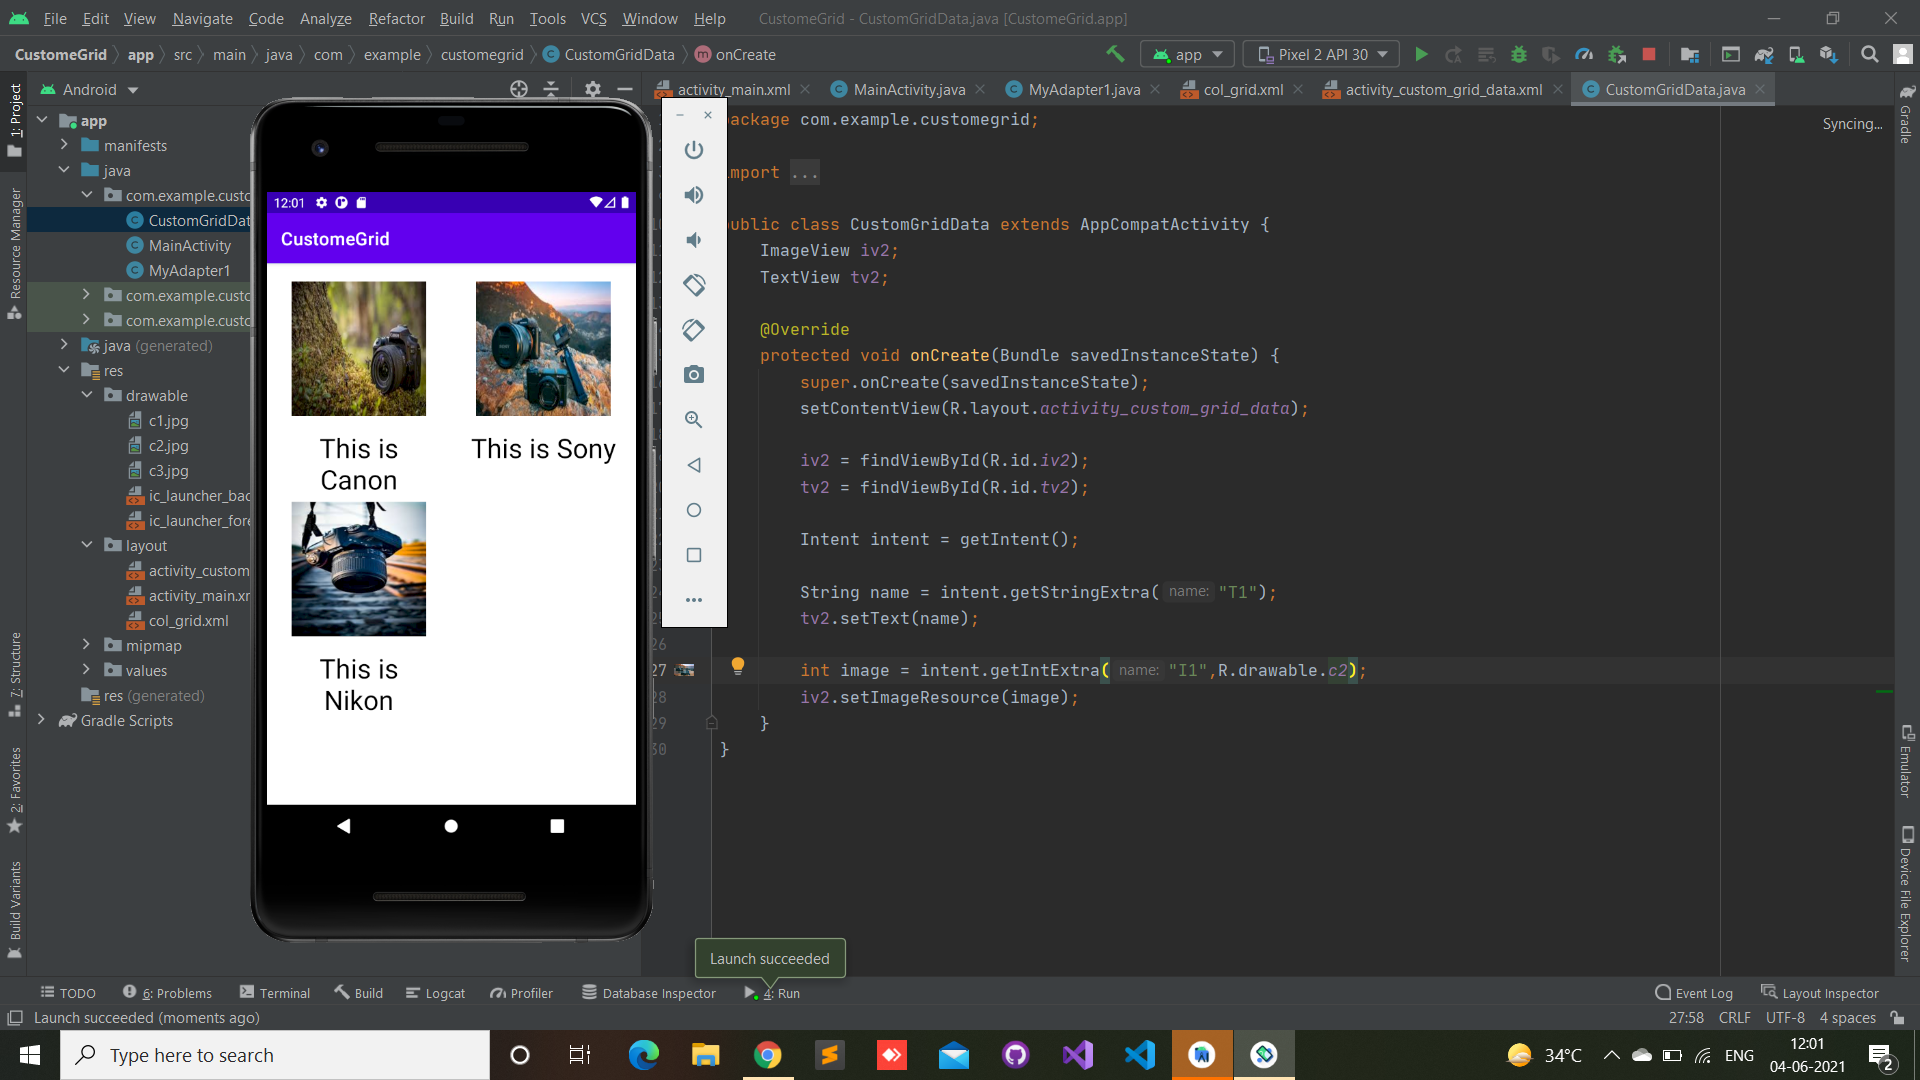 File Edit View Navigate Code Analyze Refactor Build Run Tools VCS Window Help CustomeGrid - CustomGridData.java [CustomeGrid.app]
CustomeGrid app src main java com example customegrid CustomGridData onCreate app Pixel 2 API 30
Android
activity_main.xml MainActivity.java MyAdapter1.java col_grid.xml activity_custom_grid_data.xml CustomGridData.java
1: Project
Resource Manager
7: Structure
2: Favorites
Build Variants
app
manifests
java
com.example.custo
CustomGridDat
MainActivity
MyAdapter1
com.example.custo
com.example.custo
java (generated)
res
drawable
c1.jpg
c2.jpg
c3.jpg
ic_launcher_bac
ic_launcher_fore
layout
activity_custom
activity_main.xm
col_grid.xml
mipmap
values
res (generated)
Gradle Scripts
12:01
CustomeGrid
This is
Canon
This is Sony
This is
Nikon
package com.example.customegrid;
import ...
public class CustomGridData extends AppCompatActivity {
ImageView iv2;
TextView tv2;
@Override
protected void onCreate(Bundle savedInstanceState) {
super.onCreate(savedInstanceState);
setContentView(R.layout.activity_custom_grid_data);
iv2 = findViewById(R.id.iv2);
tv2 = findViewById(R.id.tv2);
Intent intent = getIntent();
String name = intent.getStringExtra( name: "T1");
tv2.setText(name);
26
27 int image = intent.getIntExtra( name: "I1",R.drawable.c2);
28 iv2.setImageResource(image);
29 }
30 }
Syncing...
Gradle
Emulator
Device File Explorer
Launch succeeded
TODO 6: Problems Terminal Build Logcat Profiler Database Inspector 4: Run Event Log Layout Inspector
Launch succeeded (moments ago) 27:58 CRLF UTF-8 4 spaces
Type here to search 34°C ENG 12:01
04-06-2021 2